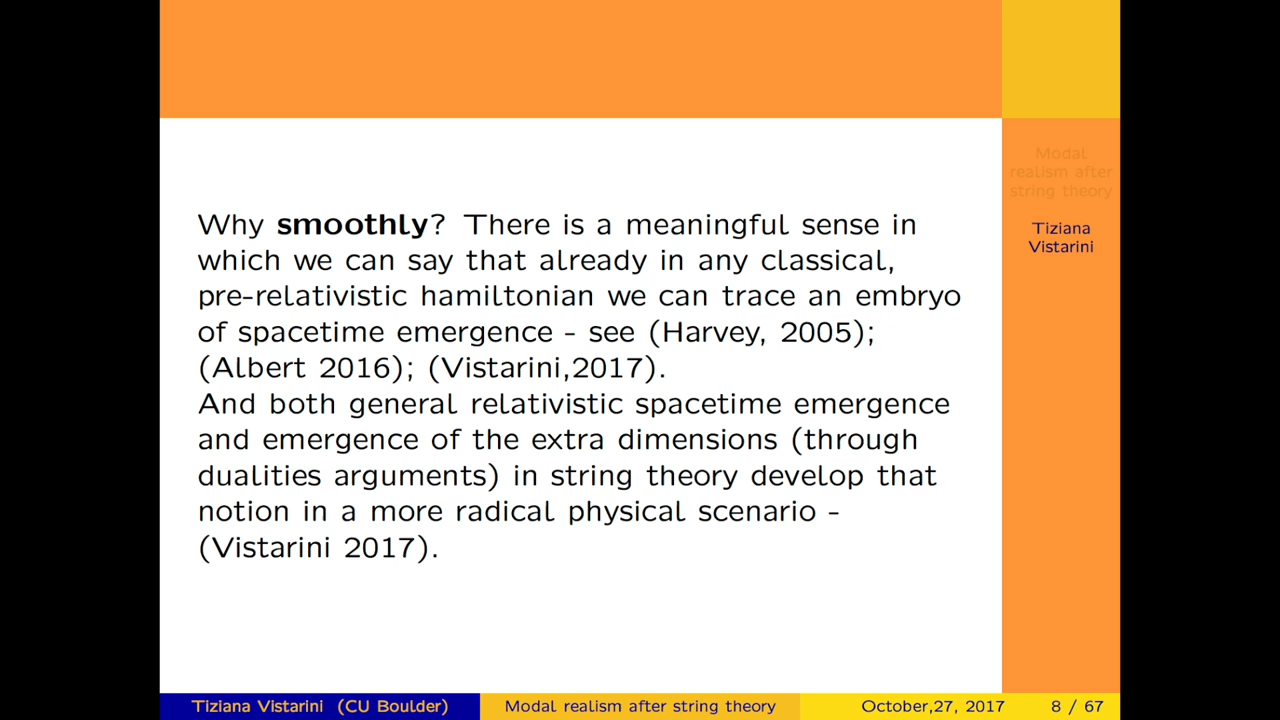 Why smoothly? There is a meaningful sense in
which we can say that already in any classical,
pre-relativistic hamiltonian we can trace an embryo
of spacetime emergence - see (Harvey, 2005);
(Albert 2016); (Vistarini,2017).
And both general relativistic spacetime emergence
and emergence of the extra dimensions (through
dualities arguments) in string theory develop that
notion in a more radical physical scenario -
(Vistarini 2017).
Modal
realism after
string theory
Tiziana
Vistarini
Tiziana Vistarini (CU Boulder)
Modal realism after string theory
October,27, 2017
8 / 67